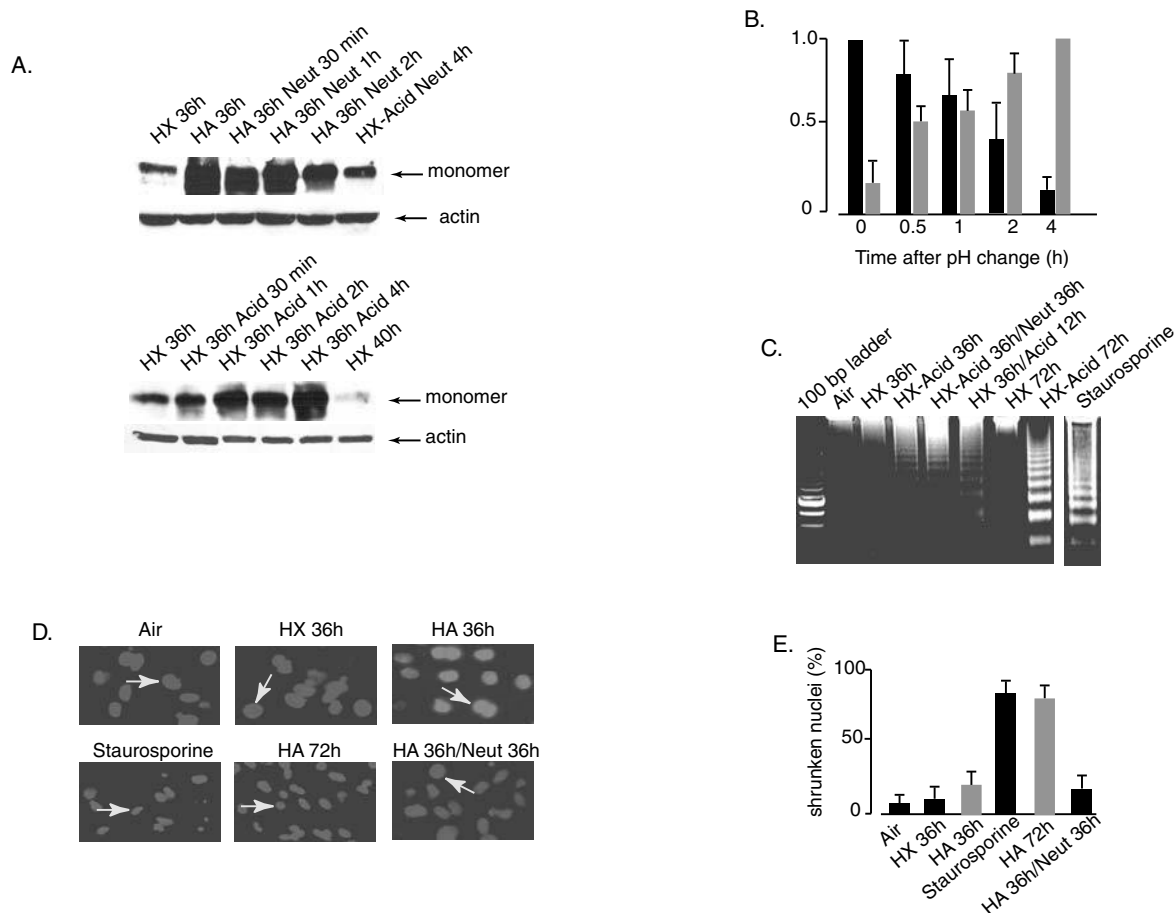 A.
HX 36h
HA 36h
HA 36h Neut 30 min
HA 36h Neut 1h
HA 36h Neut 2h
HX-Acid Neut 4h
monomer
actin
HX 36h
HX 36h Acid 30 min
HX 36h Acid 1h
HX 36h Acid 2h
HX 36h Acid 4h
HX 40h
monomer
actin
B.
1.0
0.5
0
0 0.5 1 2 4
Time after pH change (h)
C.
100 bp ladder
Air
HX 36h
HX-Acid 36h
HX-Acid 36h/Neut 36h
HX 36h/Acid 12h
HX 72h
HX-Acid 72h
Staurosporine
D.
Air
HX 36h
HA 36h
Staurosporine
HA 72h
HA 36h/Neut 36h
E.
shrunken nuclei (%)
100
50
0
Air
HX 36h
HA 36h
Staurosporine
HA 72h
HA 36h/Neut 36h